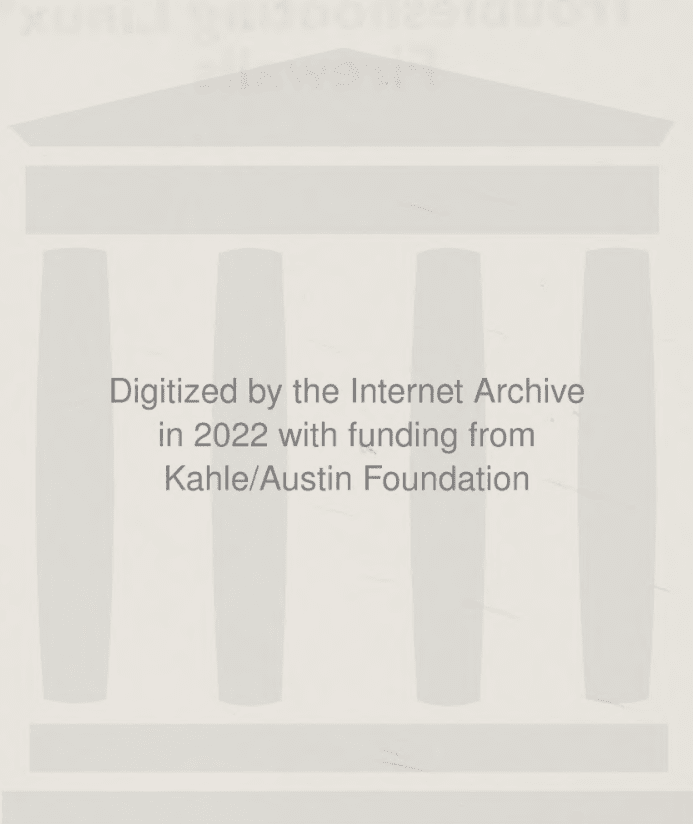 Digitized by the Internet Archive
in 2022 with funding from
Kahle/Austin Foundation